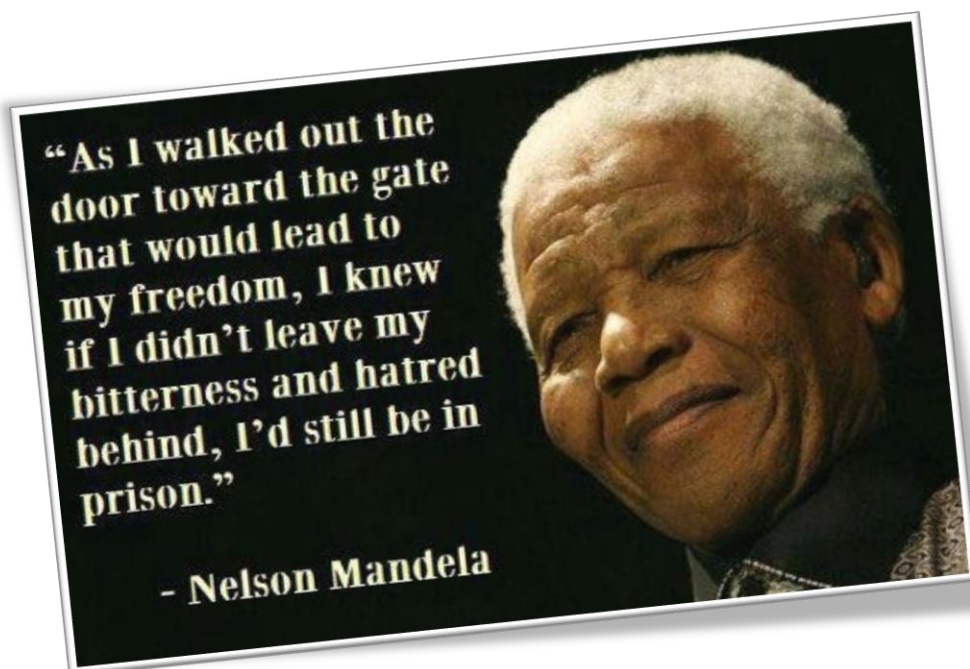 “As I walked out the
door toward the gate
that would lead to
my freedom, I knew
if I didn’t leave my
bitterness and hatred
behind, I’d still be in
prison.”
- Nelson Mandela